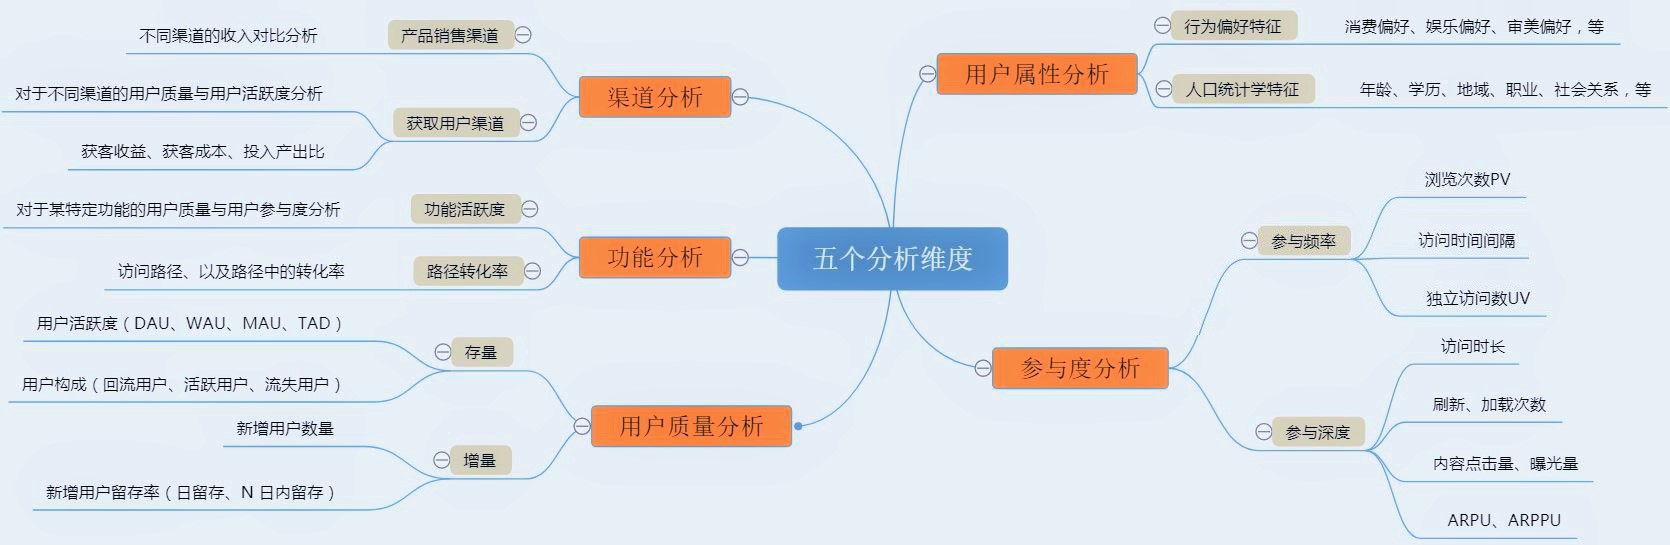 五个分析维度
用户属性分析
行为偏好特征
消费偏好、娱乐偏好、审美偏好，等
人口统计学特征
年龄、学历、地域、职业、社会关系，等
参与度分析
参与频率
浏览次数PV
访问时间间隔
独立访问数UV
参与深度
访问时长
刷新、加载次数
内容点击量、曝光量
ARPU、ARPPU
渠道分析
产品销售渠道
不同渠道的收入对比分析
获取用户渠道
对于不同渠道的用户质量与用户活跃度分析
获客收益、获客成本、投入产出比
功能分析
功能活跃度
对于某特定功能的用户质量与用户参与度分析
路径转化率
访问路径、以及路径中的转化率
用户质量分析
存量
用户活跃度（DAU、WAU、MAU、TAD）
用户构成（回流用户、活跃用户、流失用户）
增量
新增用户数量
新增用户留存率（日留存、N 日内留存）